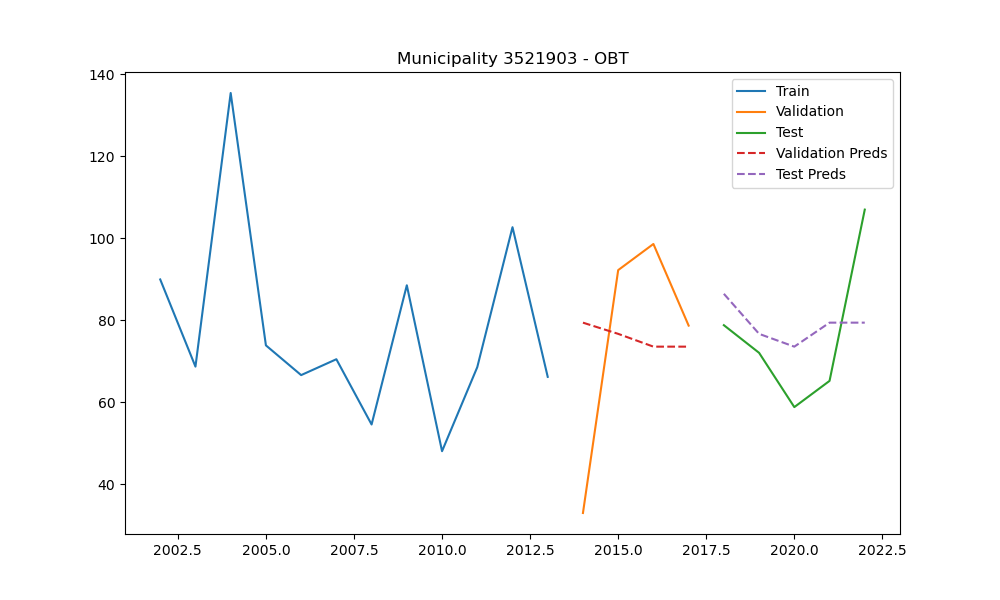 Municipality 3521903 - OBT
140
120
100
80
60
40
2002.5 2005.0 2007.5 2010.0 2012.5 2015.0 2017.5 2020.0 2022.5
Train
Validation
Test
Validation Preds
Test Preds